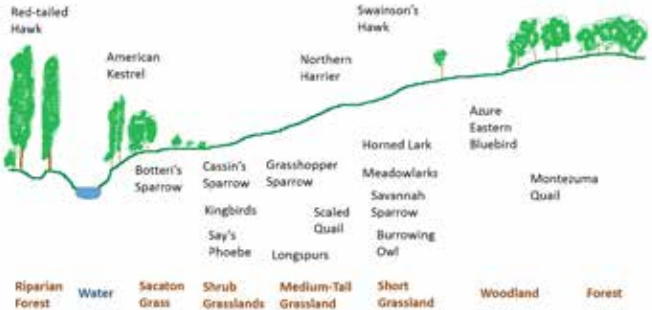 Red-tailed
Hawk
American
Kestrel
Northern
Harrier
Swainson's
Hawk
Azure
Eastern
Bluebird
Montezuma
Quail
Botteri's
Sparrow
Cassin's
Sparrow
Kingbirds
Say's
Phoebe
Grasshopper
Sparrow
Scaled
Quail
Longspurs
Horned Lark
Meadowlarks
Savannah
Sparrow
Burrowing
Owl
Riparian
Forest
Water
Sacaton
Grass
Shrub
Grasslands
Medium-Tall
Grassland
Short
Grassland
Woodland
Forest